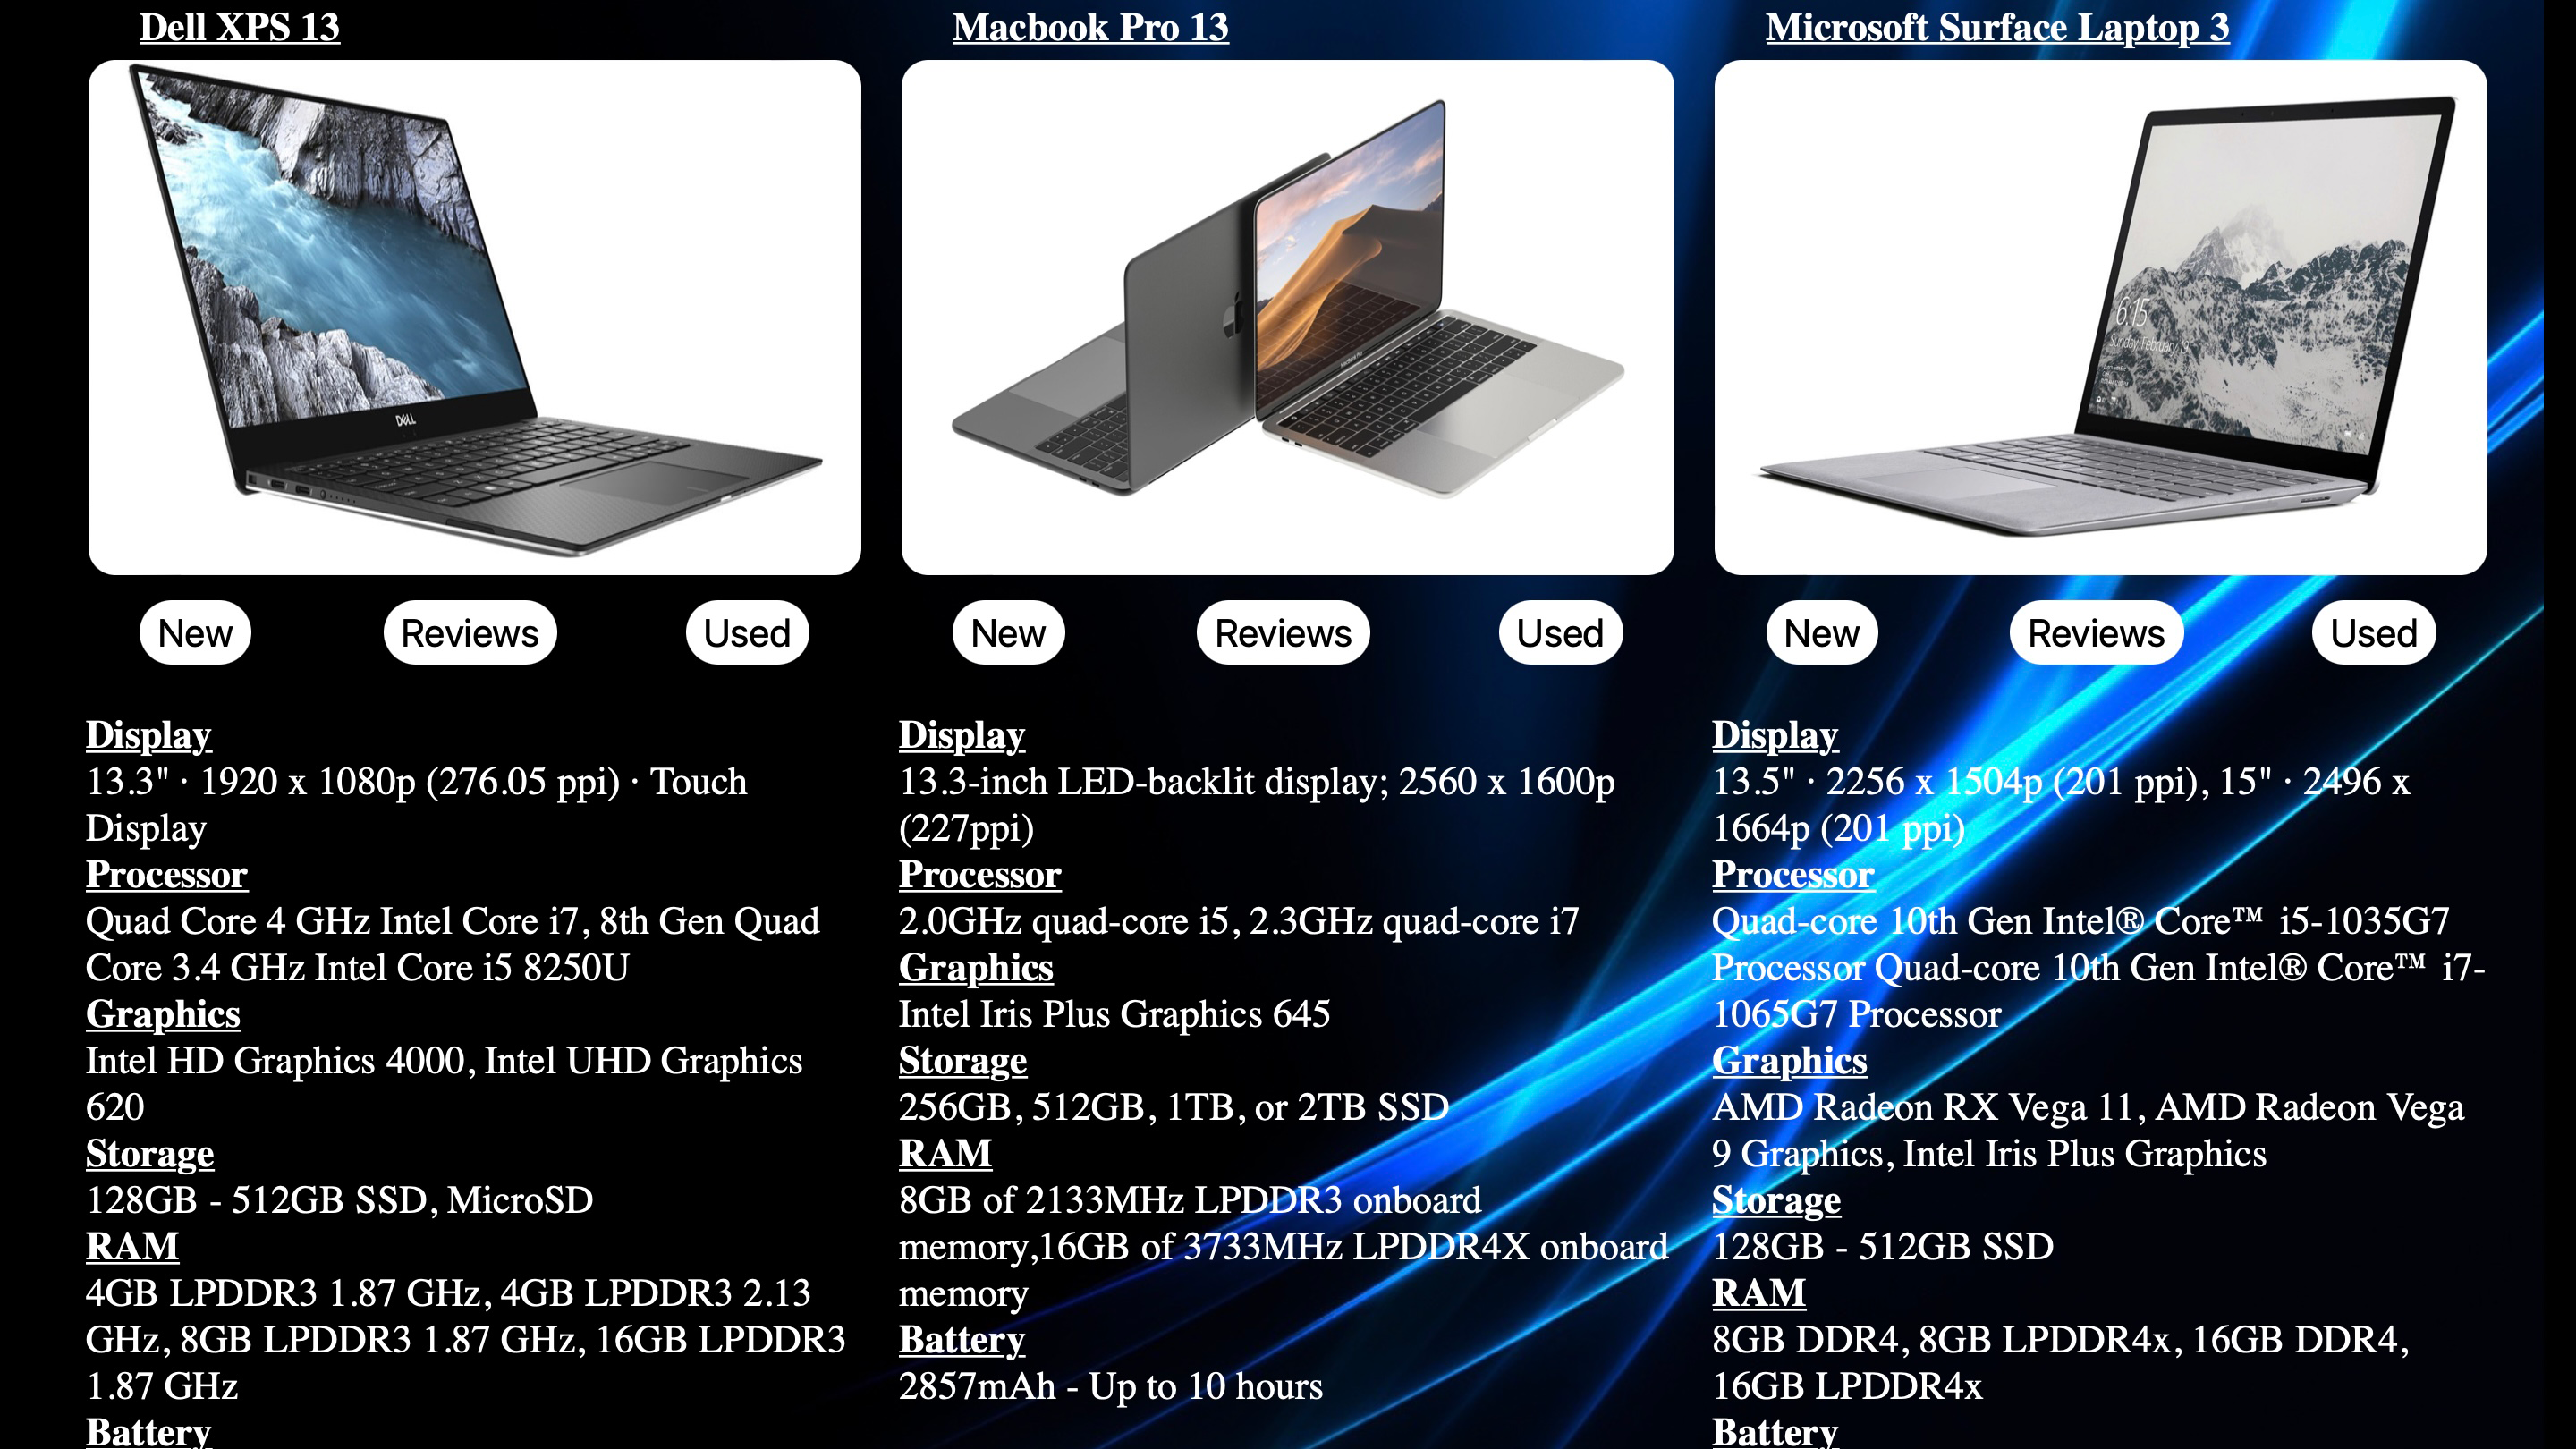 Dell XPS 13
DELL
New
Reviews
Used
Display
13.3" · 1920 x 1080p (276.05 ppi) · Touch
Display
Processor
Quad Core 4 GHz Intel Core i7, 8th Gen Quad
Core 3.4 GHz Intel Core i5 8250U
Graphics
Intel HD Graphics 4000, Intel UHD Graphics
620
Storage
128GB - 512GB SSD, MicroSD
RAM
4GB LPDDR3 1.87 GHz, 4GB LPDDR3 2.13
GHz, 8GB LPDDR3 1.87 GHz, 16GB LPDDR3
1.87 GHz
Battery
Macbook Pro 13
New
Reviews
Used
Display
13.3-inch LED-backlit display; 2560 x 1600p
(227ppi)
Processor
2.0GHz quad-core i5, 2.3GHz quad-core i7
Graphics
Intel Iris Plus Graphics 645
Storage
256GB, 512GB, 1TB, or 2TB SSD
RAM
8GB of 2133MHz LPDDR3 onboard
memory,16GB of 3733MHz LPDDR4X onboard
memory
Battery
2857mAh - Up to 10 hours
Microsoft Surface Laptop 3
6:15
Sunday, February
New
Reviews
Used
Display
13.5" · 2256 x 1504p (201 ppi), 15" · 2496 x
1664p (201 ppi)
Processor
Quad-core 10th Gen Intel® Core™ i5-1035G7
Processor Quad-core 10th Gen Intel® Core™ i7-
1065G7 Processor
Graphics
AMD Radeon RX Vega 11, AMD Radeon Vega
9 Graphics, Intel Iris Plus Graphics
Storage
128GB - 512GB SSD
RAM
8GB DDR4, 8GB LPDDR4x, 16GB DDR4,
16GB LPDDR4x
Battery